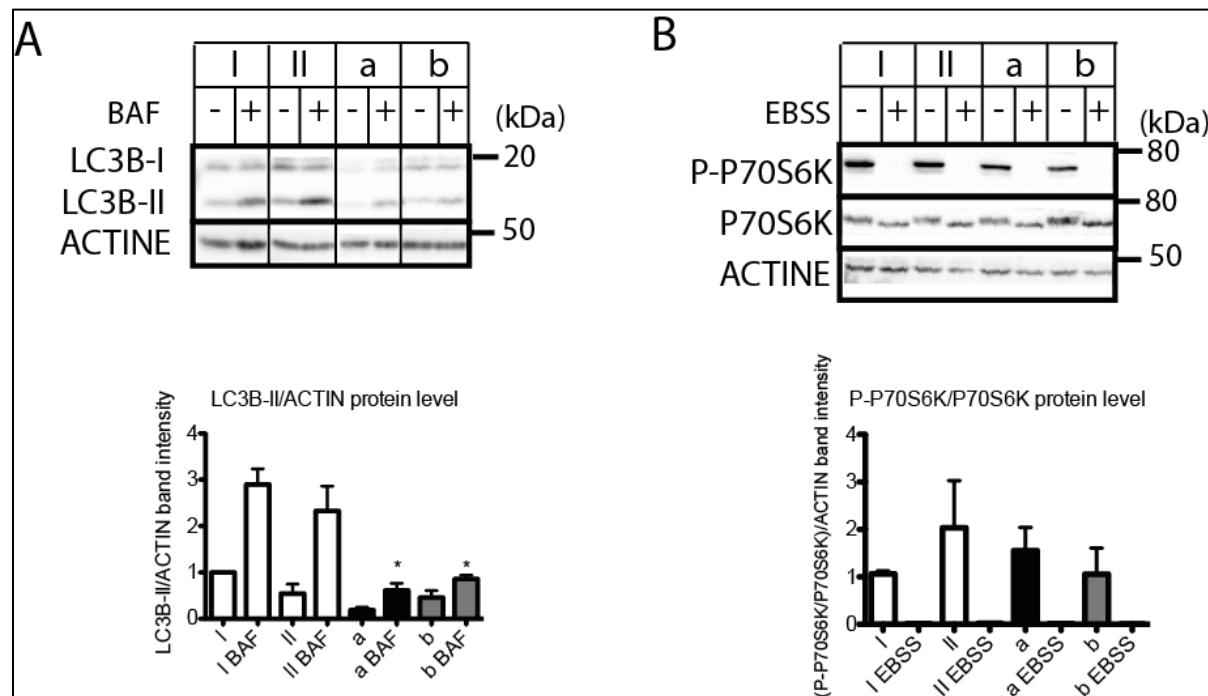 A
I II a b
BAF - + - + - + - + (kDa)
LC3B-I 20
LC3B-II
ACTINE 50
LC3B-II/ACTIN protein level
LC3B-II/ACTIN band intensity
4
3
2
1
0
* *
I I BAF II II BAF a a BAF b b BAF
B
I II a b
EBSS - + - + - + - + (kDa)
P-P70S6K 80
P70S6K 80
ACTINE 50
P-P70S6K/P70S6K protein level
(P-P70S6K/P70S6K)/ACTIN band intensity
4
3
2
1
0
I I EBSS II II EBSS a a EBSS b b EBSS